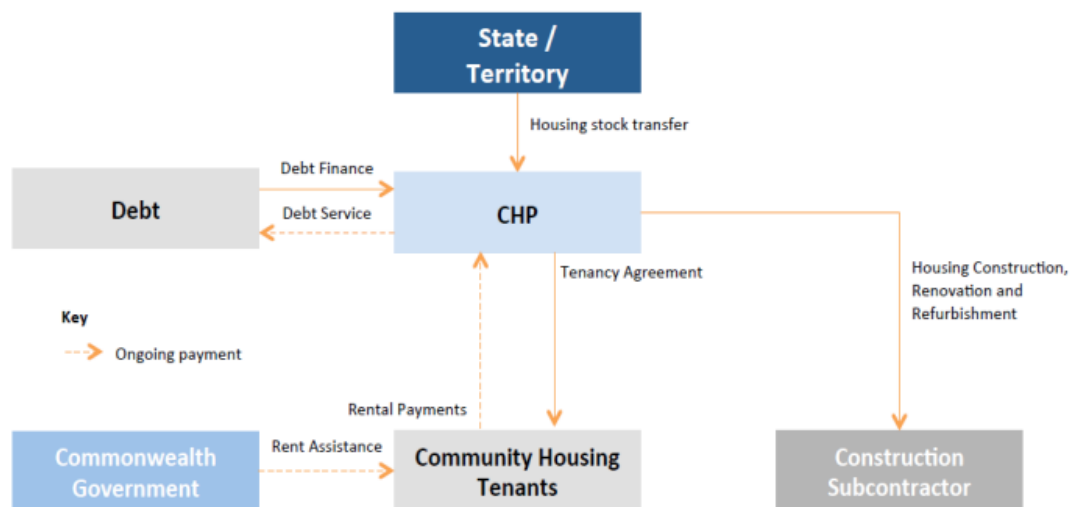 State /
Territory
Housing stock transfer
Debt Finance
Debt
CHP
Debt Service
Tenancy Agreement
Housing Construction,
Renovation and
Refurbishment
Key
Ongoing payment
Rental Payments
Commonwealth
Government
Rent Assistance
Community Housing
Tenants
Construction
Subcontractor